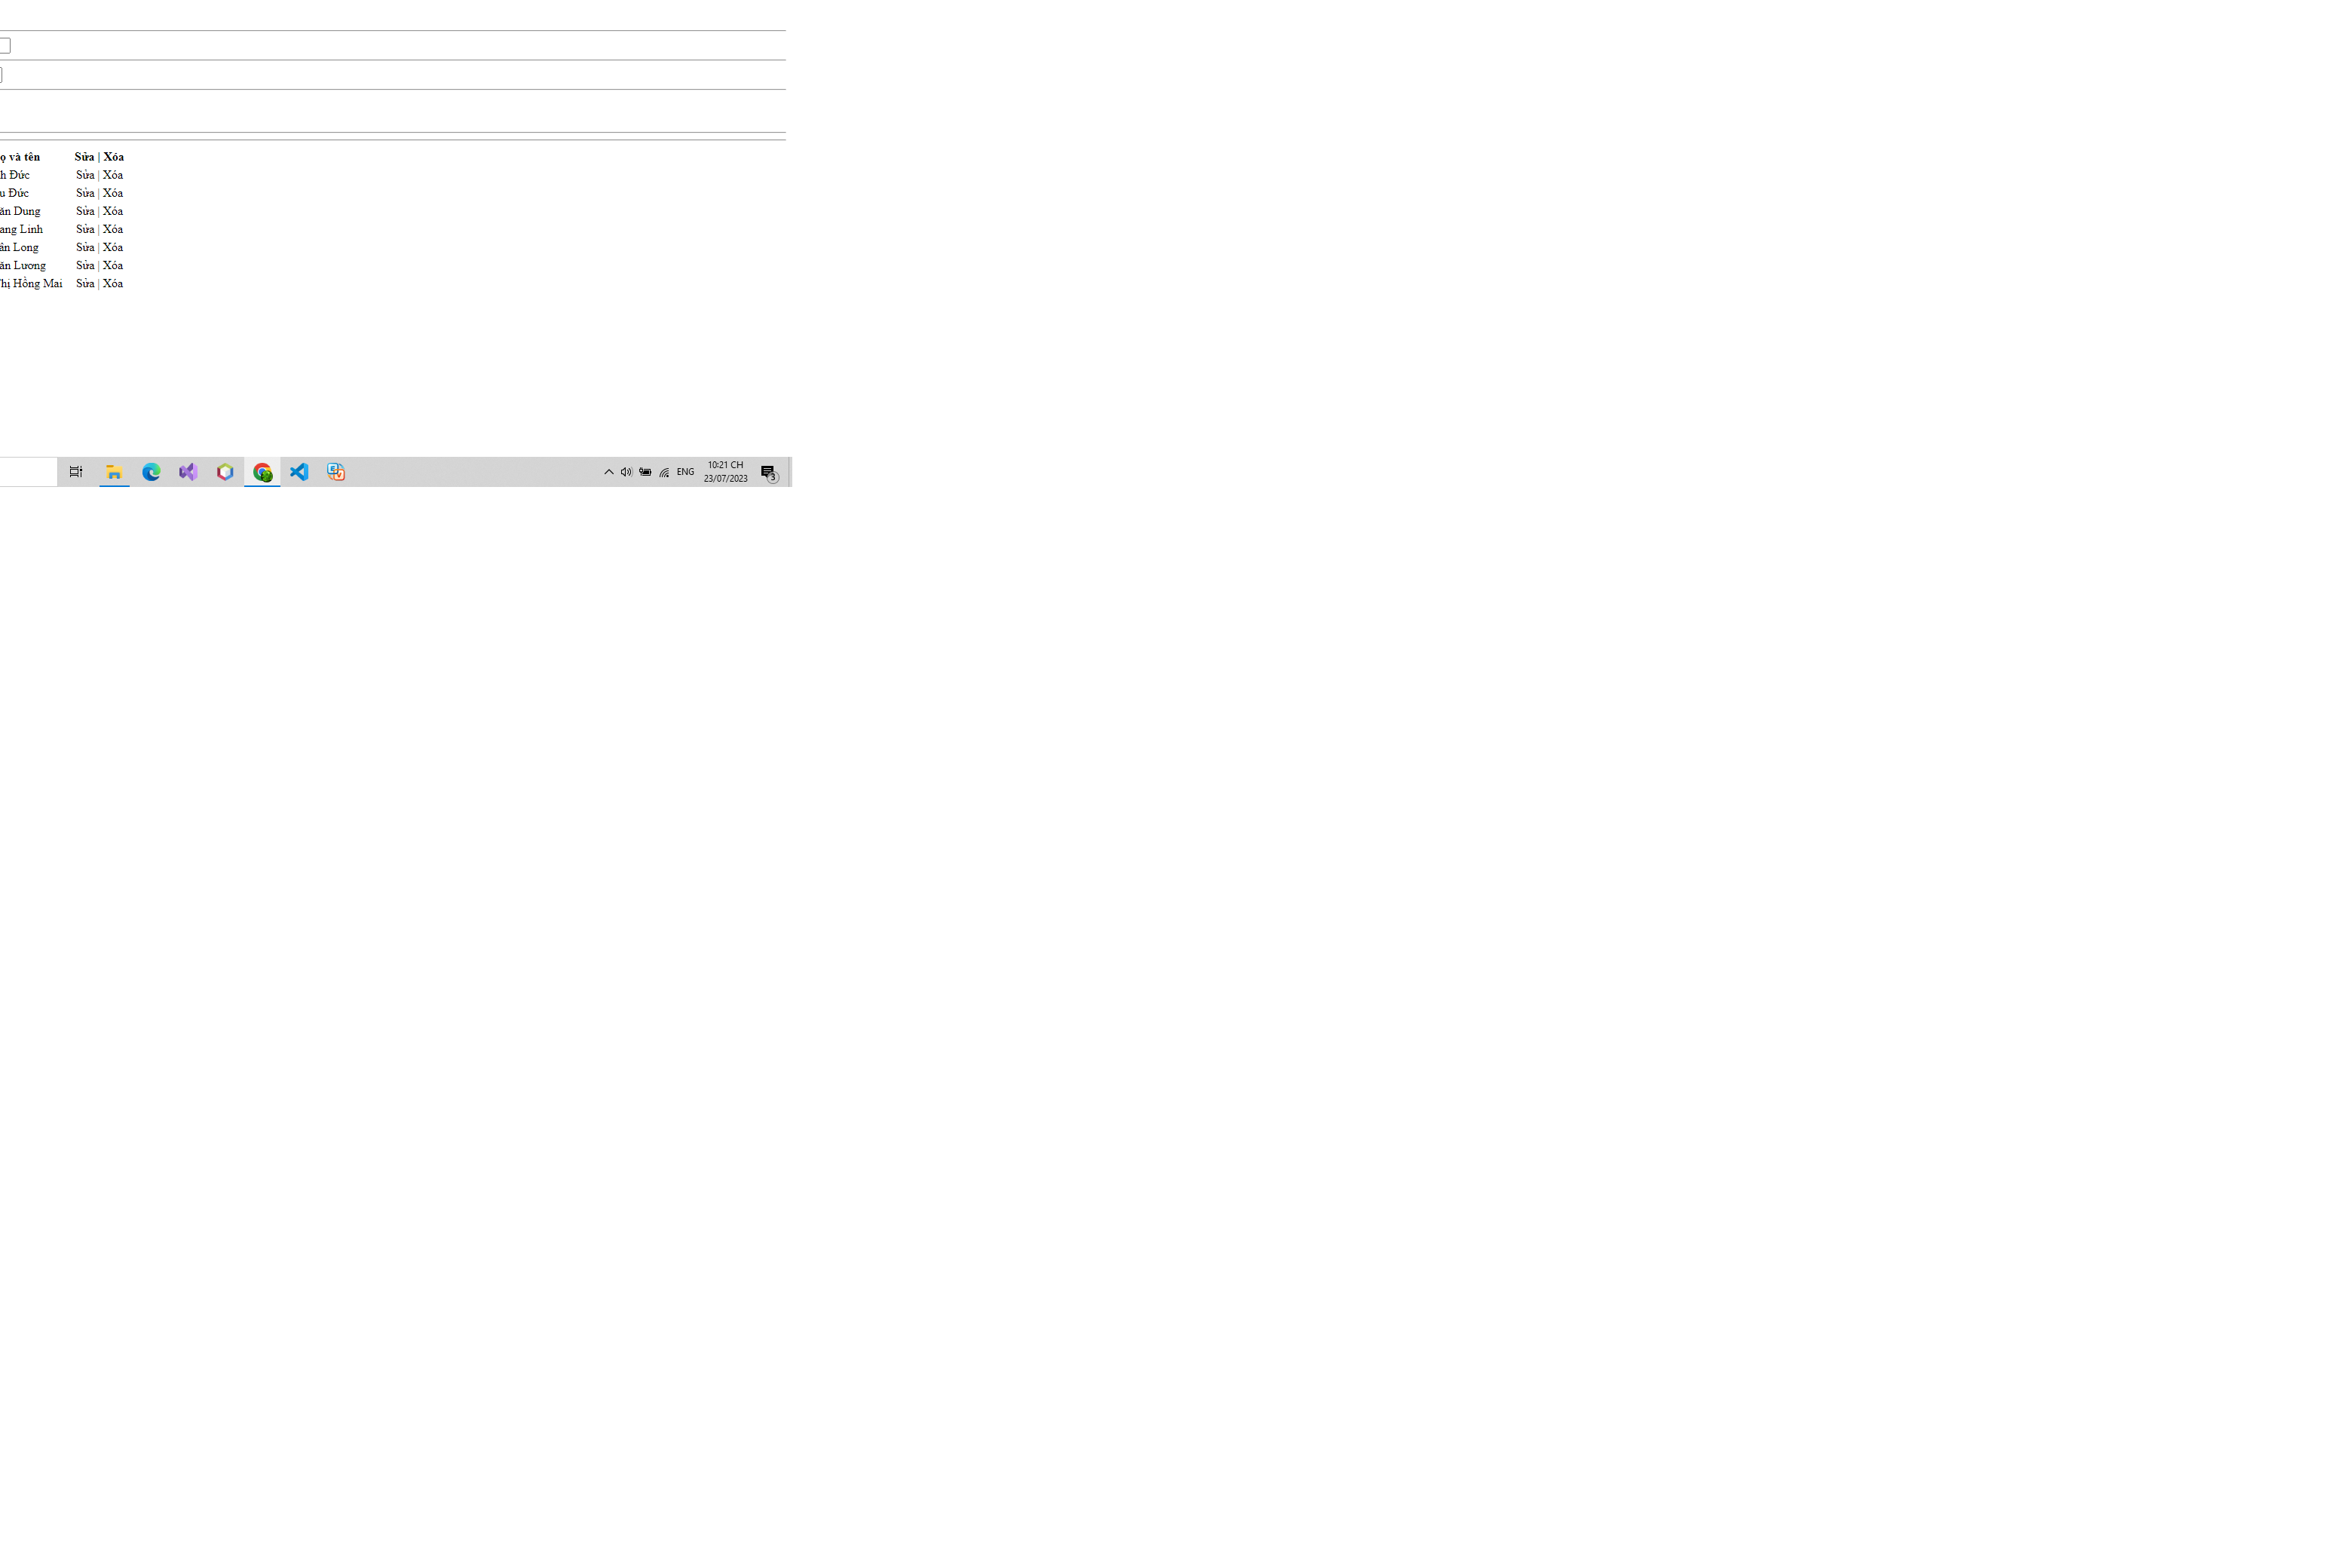 ọ và tên Sửa | Xóa
h Đức Sửa | Xóa
u Đức Sửa | Xóa
ăn Dung Sửa | Xóa
ang Linh Sửa | Xóa
ân Long Sửa | Xóa
ăn Lương Sửa | Xóa
hị Hồng Mai Sửa | Xóa
ENG 10:21 CH
23/07/2023 3